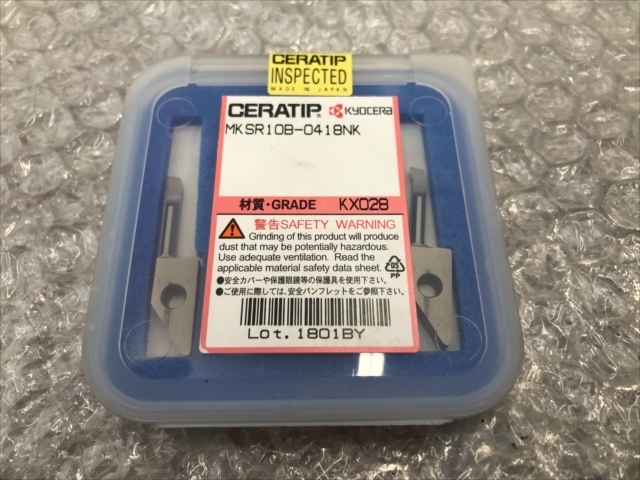 CERATIP
INSPECTED
MADE IN JAPAN
CERATIP® KYOCERA
MKSR10B-0418NK
材質・GRADE KX028
警告SAFETY WARNING
Grinding of this product will produce
dust that may be potentially hazardous.
Use adequate ventilation. Read the
applicable material safety data sheet.
05
PP
●安全カバーや保護眼鏡等の保護具を使用下さい。
●ご使用に際しては、安全パンフレットをご参照下さい。
Lot.1801BY